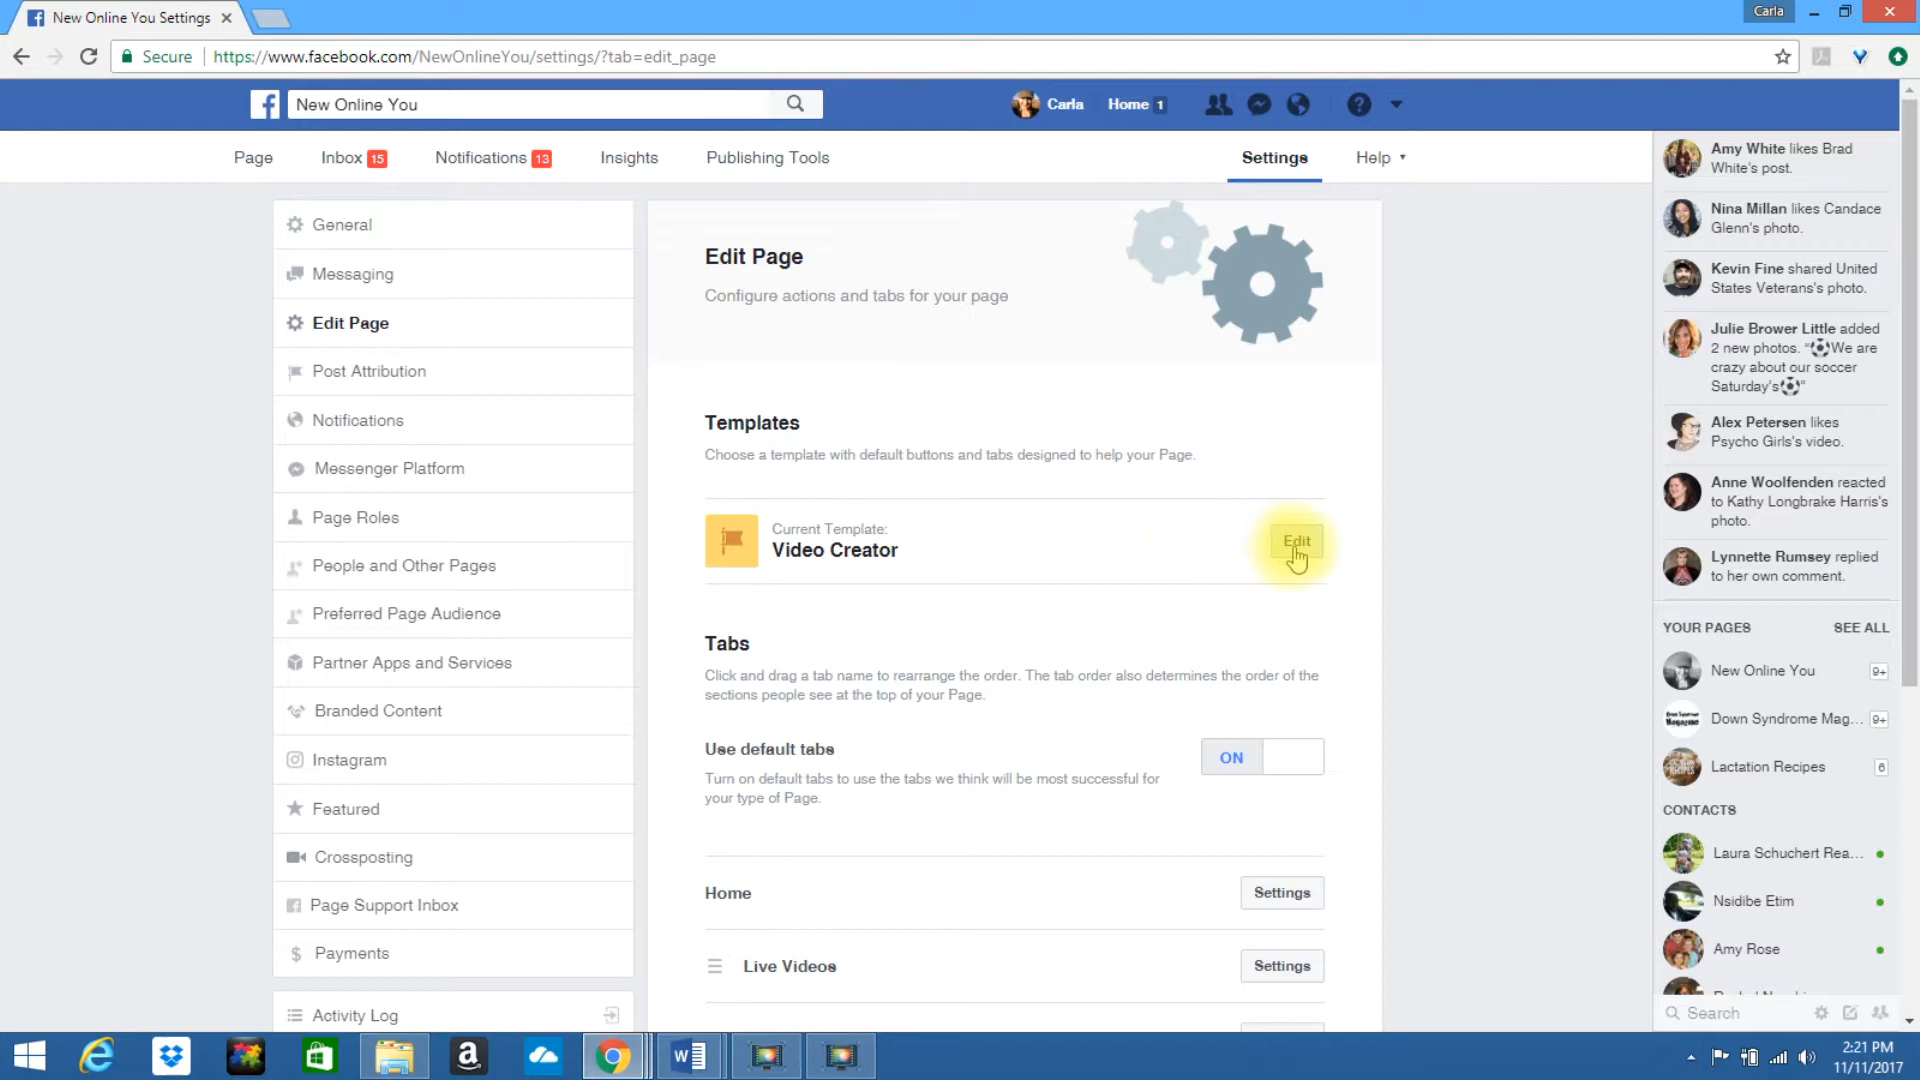 New Online You Settings
Carla
Secure
https://www.facebook.com/NewOnlineYou/settings/?tab=edit_page
New Online You
Carla
Home 1
Page
Inbox 15
Notifications 13
Insights
Publishing Tools
Settings
Help
General
Messaging
Edit Page
Post Attribution
Notifications
Messenger Platform
Page Roles
People and Other Pages
Preferred Page Audience
Partner Apps and Services
Branded Content
Instagram
Featured
Crossposting
Page Support Inbox
Payments
Activity Log
Edit Page
Configure actions and tabs for your page
Templates
Choose a template with default buttons and tabs designed to help your Page.
Current Template:
Video Creator
Edit
Tabs
Click and drag a tab name to rearrange the order. The tab order also determines the order of the
sections people see at the top of your Page.
Use default tabs
ON
Turn on default tabs to use the tabs we think will be most successful for
your type of Page.
Home
Settings
Live Videos
Settings
Amy White likes Brad
White's post.
Nina Millan likes Candace
Glenn's photo.
Kevin Fine shared United
States Veterans's photo.
Julie Brower Little added
2 new photos. "⚽We are
crazy about our soccer
Saturday's⚽"
Alex Petersen likes
Psycho Girls's video.
Anne Woolfenden reacted
to Kathy Longbrake Harris's
photo.
Lynnette Rumsey replied
to her own comment.
YOUR PAGES
SEE ALL
New Online You
9+
Down Syndrome Mag...
9+
Lactation Recipes
6
CONTACTS
Laura Schuchert Rea...
Nsidibe Etim
Amy Rose
Search
2:21 PM
11/11/2017